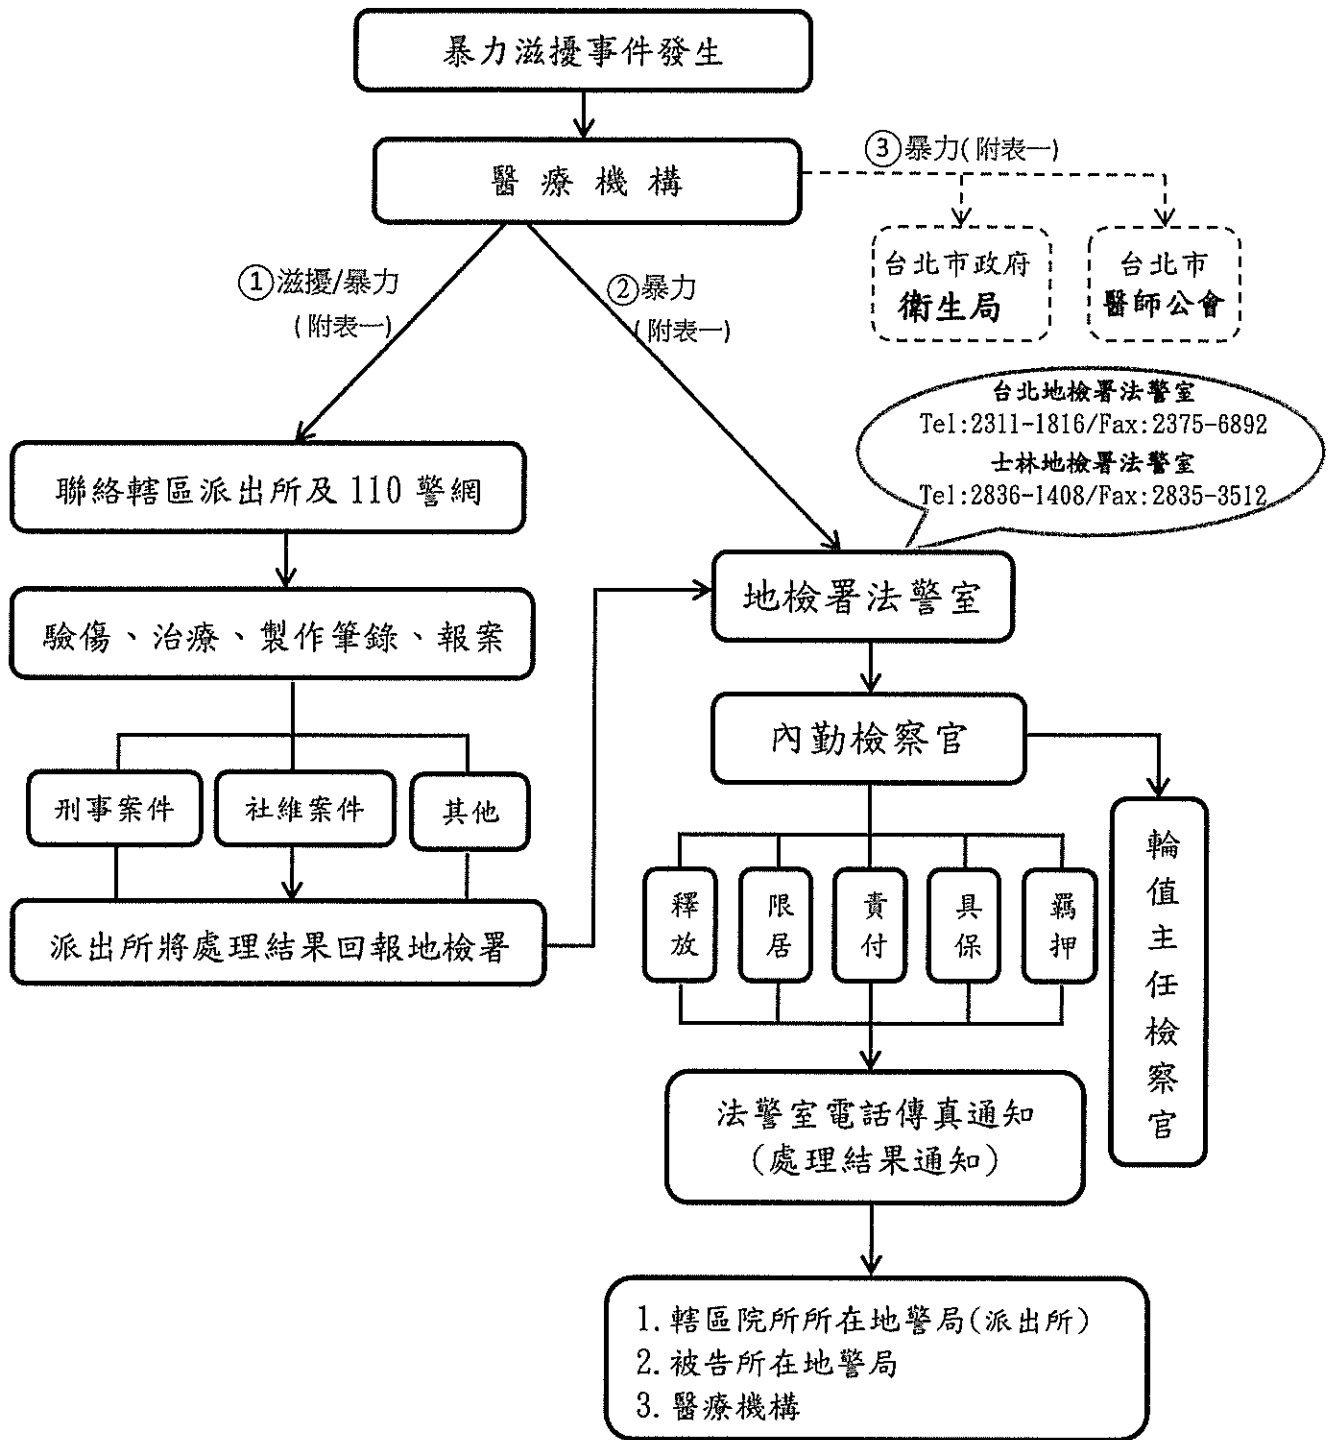 暴力滋擾事件發生
醫療機構
③暴力(附表一)
台北市政府
衛生局
台北市
醫師公會
①滋擾/暴力
(附表一)
②暴力
(附表一)
台北地檢署法警室
Tel:2311-1816/Fax:2375-6892
士林地檢署法警室
Tel:2836-1408/Fax:2835-3512
聯絡轄區派出所及110警網
地檢署法警室
驗傷、治療、製作筆錄、報案
內勤檢察官
刑事案件
社維案件
其他
輪值主任檢察官
釋放
限居
責付
具保
羈押
派出所將處理結果回報地檢署
法警室電話傳真通知
(處理結果通知)
1.轄區院所所在地警局(派出所)
2.被告所在地警局
3.醫療機構